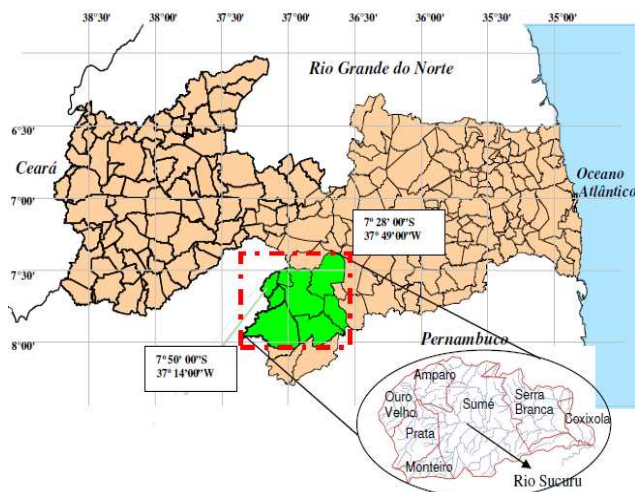 38°30' 38°00' 37°30' 37°00' 36°30' 36°00' 35°30' 35°00'
Rio Grande do Norte
6°30'
Ceará
Oceano
Atlântico
7°00'
7° 28' 00"S
37° 49'00"W
7°30'
8°00'
Pernambuco
7° 50' 00"S
37° 14'00"W
Amparo
Ouro
Velho
Sumé
Serra
Branca
Coxixola
Prata
Monteiro
Rio Sucuru